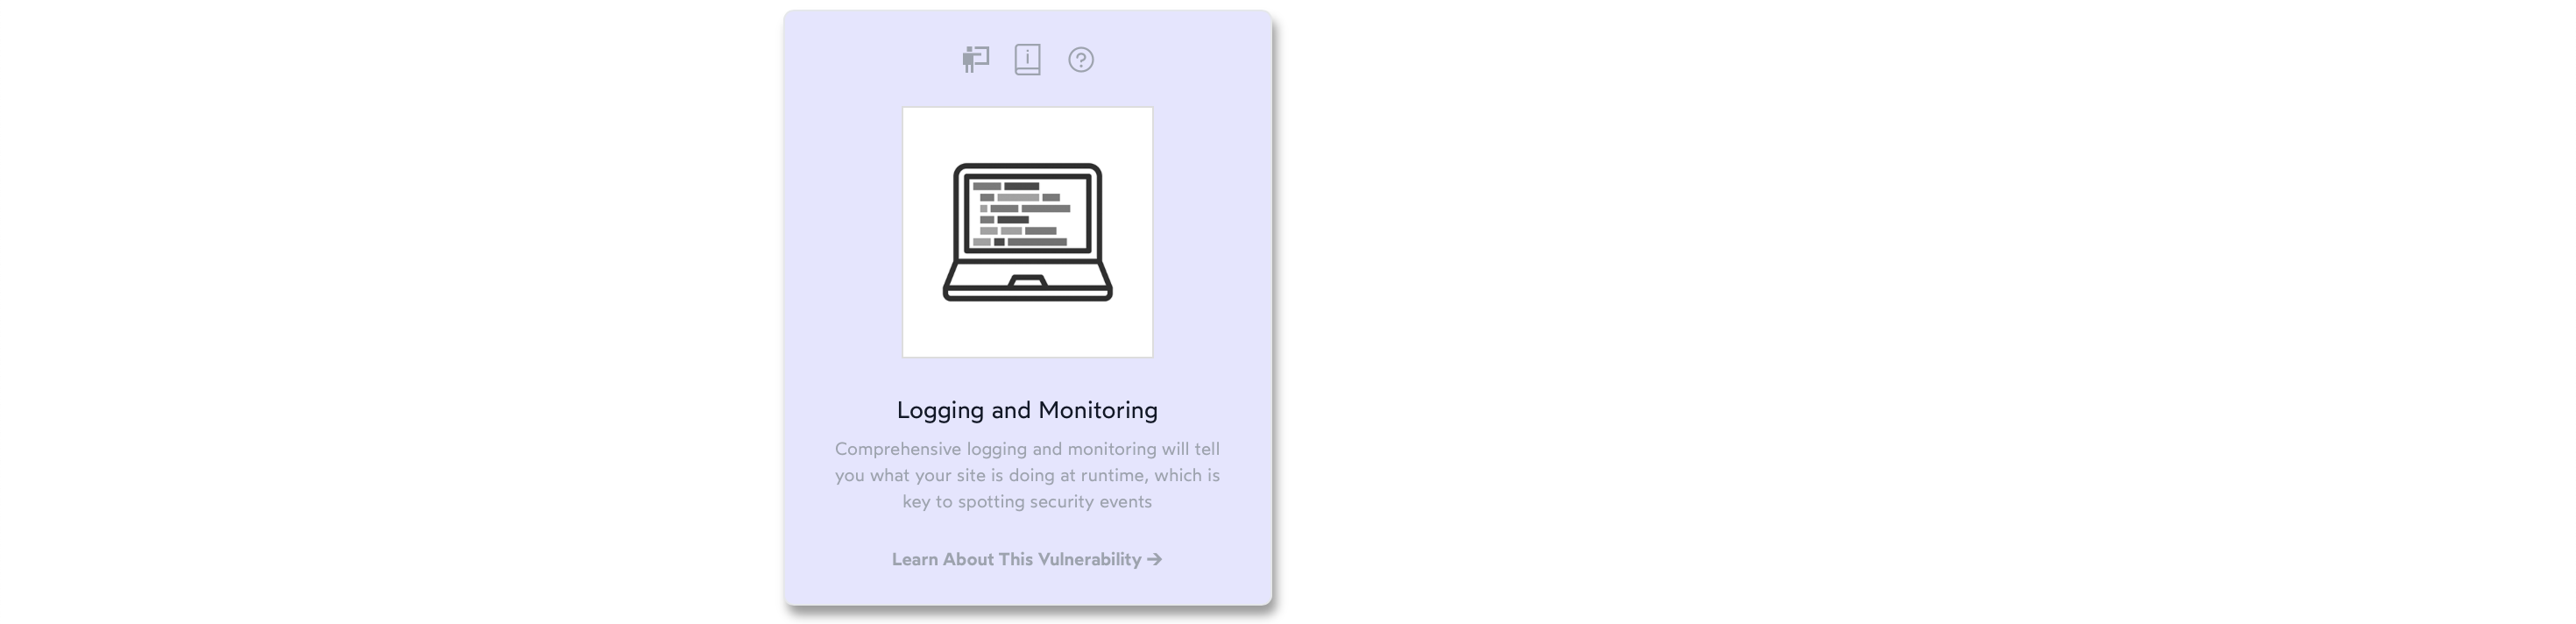 Logging and Monitoring
Comprehensive logging and monitoring will tell
you what your site is doing at runtime, which is
key to spotting security events
Learn About This Vulnerability →